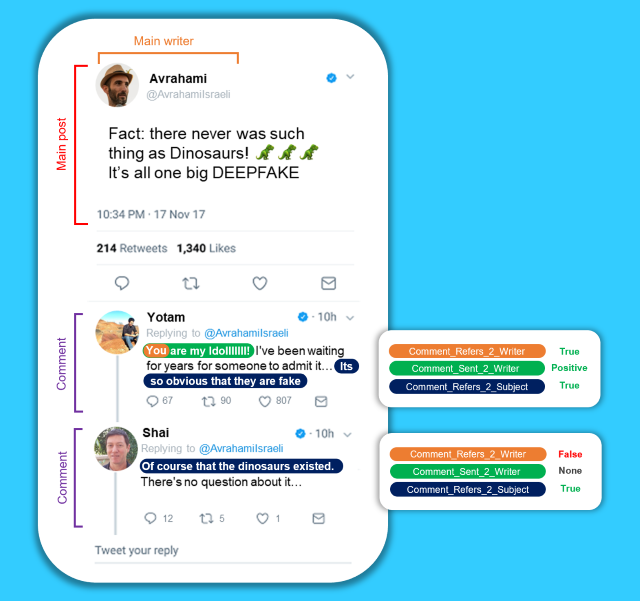 Main writer
Main post
Avrahami
@AvrahamiIsraeli
Fact: there never was such
thing as Dinosaurs! 🦖 🦖 🦖
It's all one big DEEPFAKE
10:34 PM · 17 Nov 17
214 Retweets 1,340 Likes
Comment
Yotam · 10h
Replying to @AvrahamiIsraeli
You are my Idolllllll! I've been waiting
for years for someone to admit it... Its
so obvious that they are fake
67 90 807
Comment_Refers_2_Writer True
Comment_Sent_2_Writer Positive
Comment_Refers_2_Subject True
Comment
Shai · 10h
Replying to @AvrahamiIsraeli
Of course that the dinosaurs existed.
There's no question about it...
12 5 1
Comment_Refers_2_Writer False
Comment_Sent_2_Writer None
Comment_Refers_2_Subject True
Tweet your reply